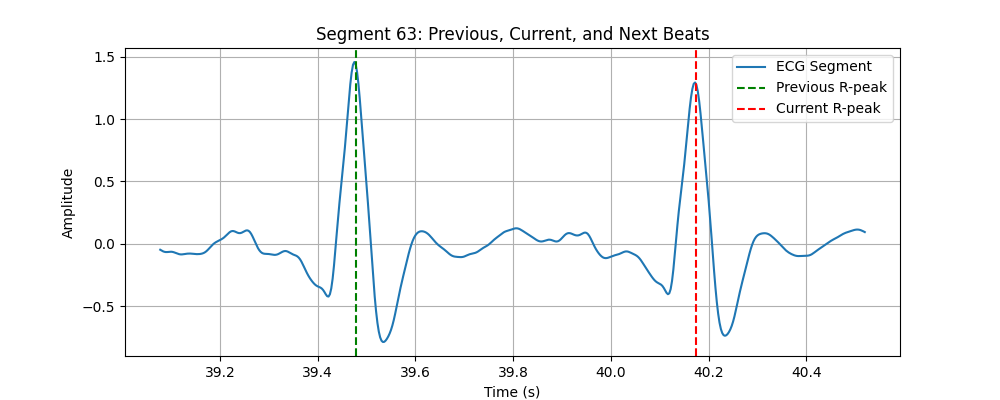 Segment 63: Previous, Current, and Next Beats
ECG Segment
Previous R-peak
Current R-peak
Amplitude
1.5
1.0
0.5
0.0
−0.5
39.2 39.4 39.6 39.8 40.0 40.2 40.4
Time (s)